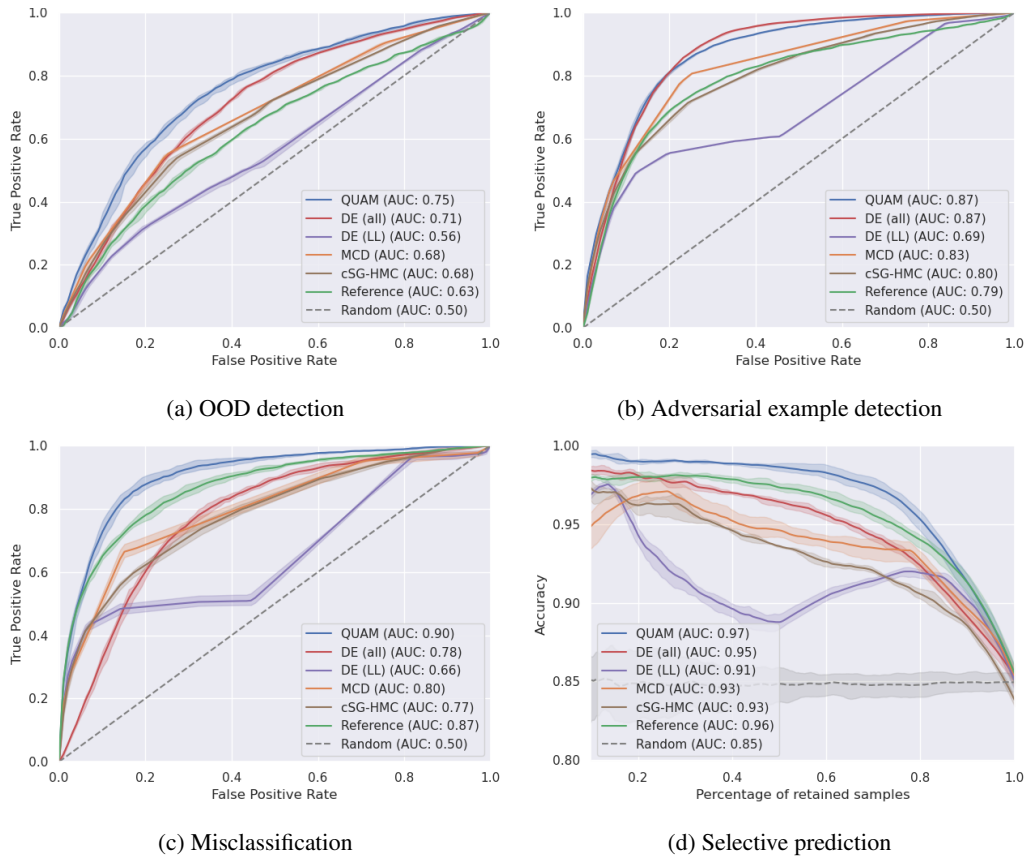 1.0
0.8
0.6
0.4
0.2
0.0
True Positive Rate
QUAM (AUC: 0.75)
DE (all) (AUC: 0.71)
DE (LL) (AUC: 0.56)
MCD (AUC: 0.68)
cSG-HMC (AUC: 0.68)
Reference (AUC: 0.63)
Random (AUC: 0.50)
0.0 0.2 0.4 0.6 0.8 1.0
False Positive Rate
(a) OOD detection
1.0
0.8
0.6
0.4
0.2
0.0
True Positive Rate
QUAM (AUC: 0.87)
DE (all) (AUC: 0.87)
DE (LL) (AUC: 0.69)
MCD (AUC: 0.83)
cSG-HMC (AUC: 0.80)
Reference (AUC: 0.79)
Random (AUC: 0.50)
0.0 0.2 0.4 0.6 0.8 1.0
False Positive Rate
(b) Adversarial example detection
1.0
0.8
0.6
0.4
0.2
0.0
True Positive Rate
QUAM (AUC: 0.90)
DE (all) (AUC: 0.78)
DE (LL) (AUC: 0.66)
MCD (AUC: 0.80)
cSG-HMC (AUC: 0.77)
Reference (AUC: 0.87)
Random (AUC: 0.50)
0.0 0.2 0.4 0.6 0.8 1.0
False Positive Rate
(c) Misclassification
1.00
0.95
0.90
0.85
0.80
Accuracy
QUAM (AUC: 0.97)
DE (all) (AUC: 0.95)
DE (LL) (AUC: 0.91)
MCD (AUC: 0.93)
cSG-HMC (AUC: 0.93)
Reference (AUC: 0.96)
Random (AUC: 0.85)
0.2 0.4 0.6 0.8 1.0
Percentage of retained samples
(d) Selective prediction